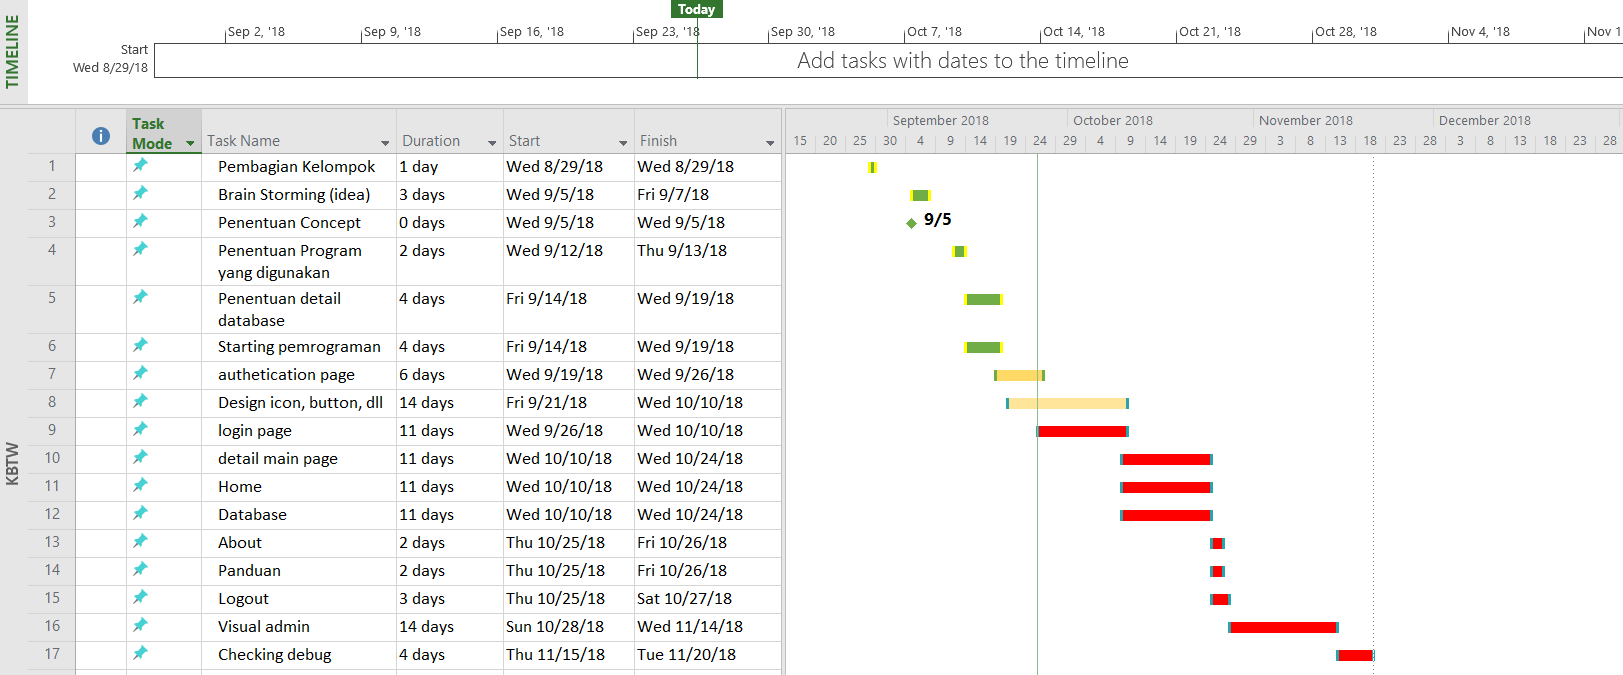 TIMELINE
Today
Sep 2, '18 Sep 9, '18 Sep 16, '18 Sep 23, '18 Sep 30, '18 Oct 7, '18 Oct 14, '18 Oct 21, '18 Oct 28, '18 Nov 4, '18 Nov 1
Start
Wed 8/29/18
Add tasks with dates to the timeline
KBTW
Task Mode Task Name Duration Start Finish
September 2018 October 2018 November 2018 December 2018
15 20 25 30 4 9 14 19 24 29 4 9 14 19 24 29 3 8 13 18 23 28 3 8 13 18 23 28
1 Pembagian Kelompok 1 day Wed 8/29/18 Wed 8/29/18
2 Brain Storming (idea) 3 days Wed 9/5/18 Fri 9/7/18
3 Penentuan Concept 0 days Wed 9/5/18 Wed 9/5/18 9/5
4 Penentuan Program 2 days Wed 9/12/18 Thu 9/13/18
yang digunakan
5 Penentuan detail 4 days Fri 9/14/18 Wed 9/19/18
database
6 Starting pemrograman 4 days Fri 9/14/18 Wed 9/19/18
7 authetication page 6 days Wed 9/19/18 Wed 9/26/18
8 Design icon, button, dll 14 days Fri 9/21/18 Wed 10/10/18
9 login page 11 days Wed 9/26/18 Wed 10/10/18
10 detail main page 11 days Wed 10/10/18 Wed 10/24/18
11 Home 11 days Wed 10/10/18 Wed 10/24/18
12 Database 11 days Wed 10/10/18 Wed 10/24/18
13 About 2 days Thu 10/25/18 Fri 10/26/18
14 Panduan 2 days Thu 10/25/18 Fri 10/26/18
15 Logout 3 days Thu 10/25/18 Sat 10/27/18
16 Visual admin 14 days Sun 10/28/18 Wed 11/14/18
17 Checking debug 4 days Thu 11/15/18 Tue 11/20/18